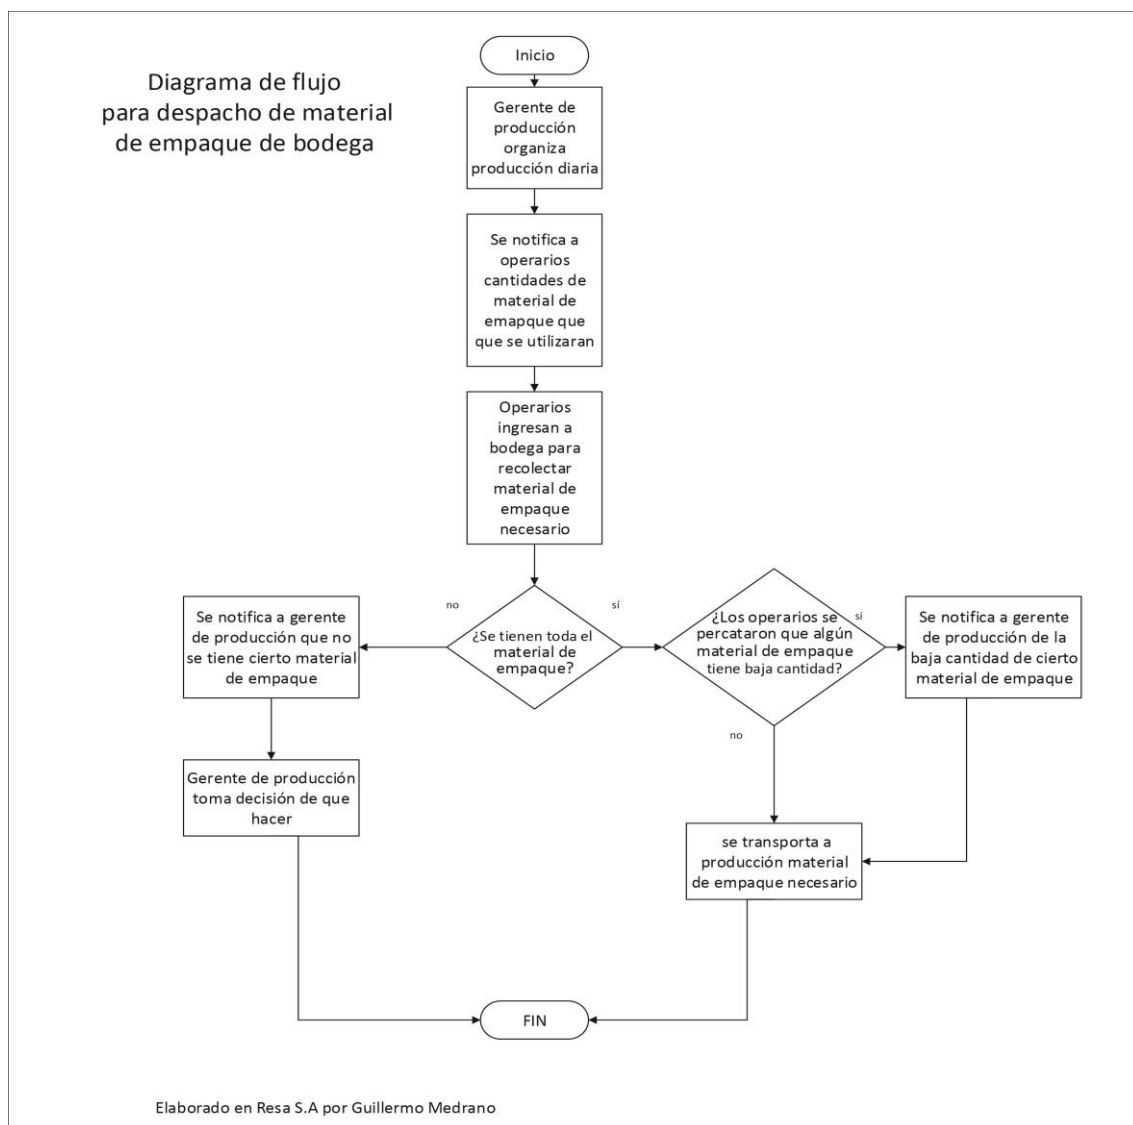 Diagrama de flujo
para despacho de material
de empaque de bodega
Inicio
Gerente de
producción
organiza
producción diaria
Se notifica a
operarios
cantidades de
material de
emapque que
que se utilizaran
Operarios
ingresan a
bodega para
recolectar
material de
empaque
necesario
no
¿Se tienen toda el
material de
empaque?
sí
Se notifica a gerente
de producción que no
se tiene cierto material
de empaque
Gerente de producción
toma decisión de que
hacer
¿Los operarios se
percataron que algún
material de empaque
tiene baja cantidad?
sí
no
Se notifica a gerente
de producción de la
baja cantidad de cierto
material de empaque
se transporta a
producción material
de empaque necesario
FIN
Elaborado en Resa S.A por Guillermo Medrano